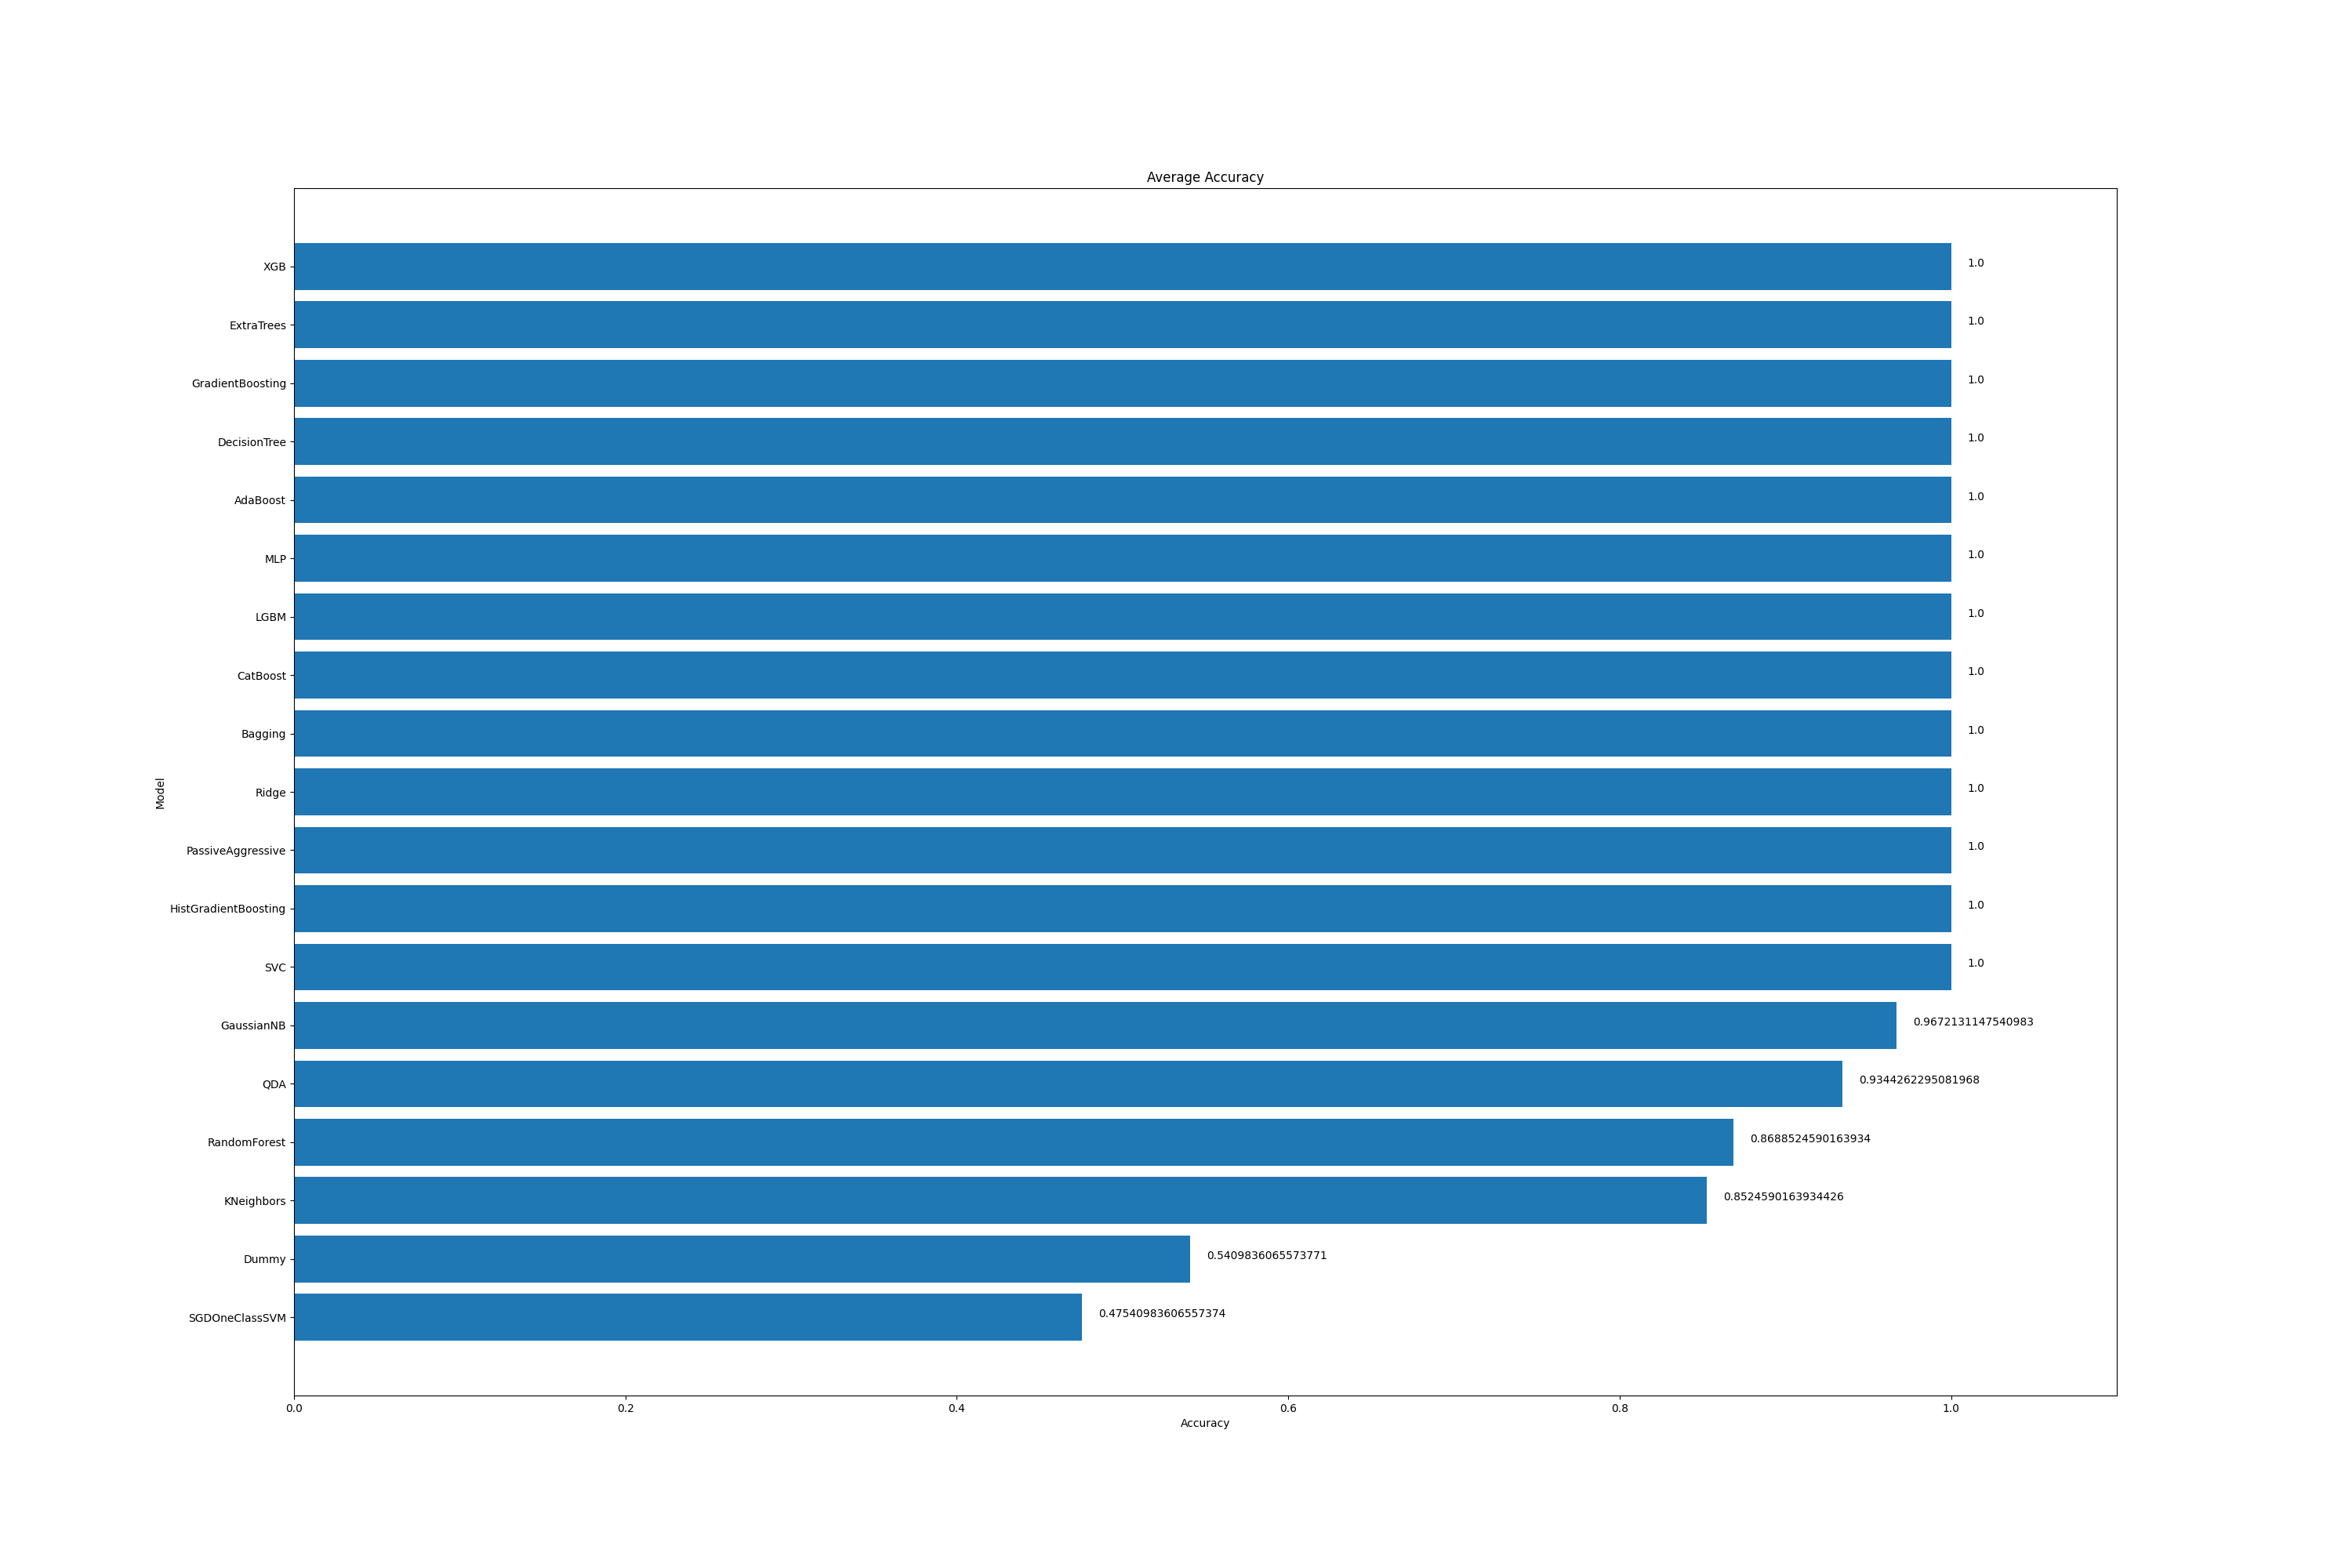 Average Accuracy
XGB 1.0
ExtraTrees 1.0
GradientBoosting 1.0
DecisionTree 1.0
AdaBoost 1.0
MLP 1.0
LGBM 1.0
CatBoost 1.0
Bagging 1.0
Model
Ridge 1.0
PassiveAggressive 1.0
HistGradientBoosting 1.0
SVC 1.0
GaussianNB 0.9672131147540983
QDA 0.9344262295081968
RandomForest 0.8688524590163934
KNeighbors 0.8524590163934426
Dummy 0.5409836065573771
SGDOneClassSVM 0.47540983606557374
0.0 0.2 0.4 0.6 0.8 1.0
Accuracy